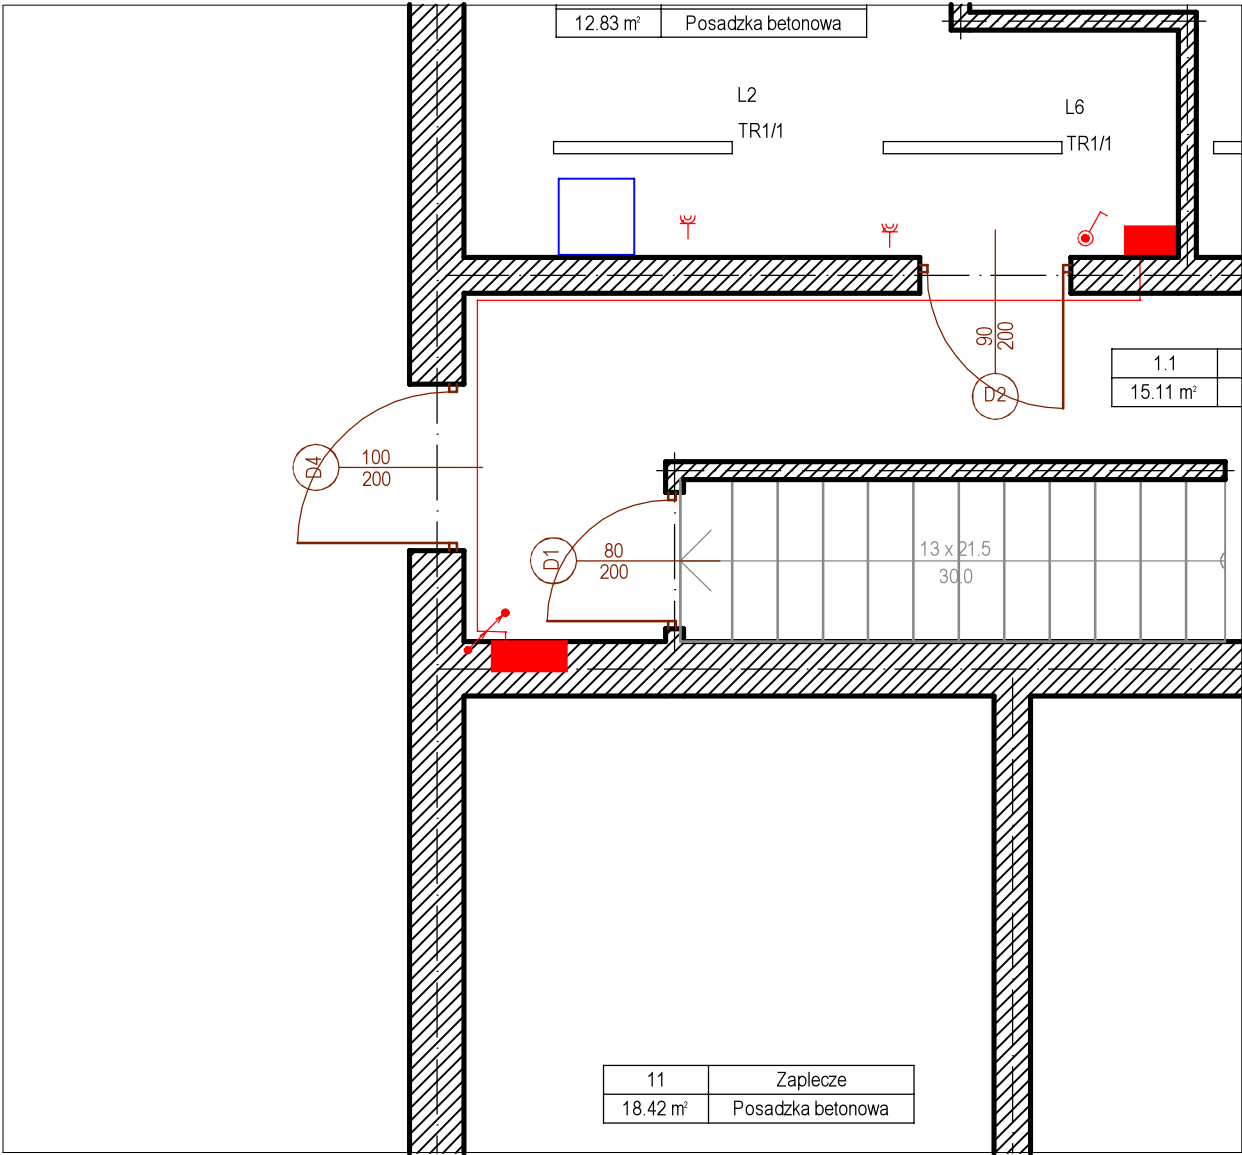 12.83 m² Posadzka betonowa
L2
TR1/1
L6
TR1/1
90
200
D2
1.1
15.11 m²
D4
100
200
D1
80
200
13 x 21.5
30.0
11 Zaplecze
18.42 m² Posadzka betonowa